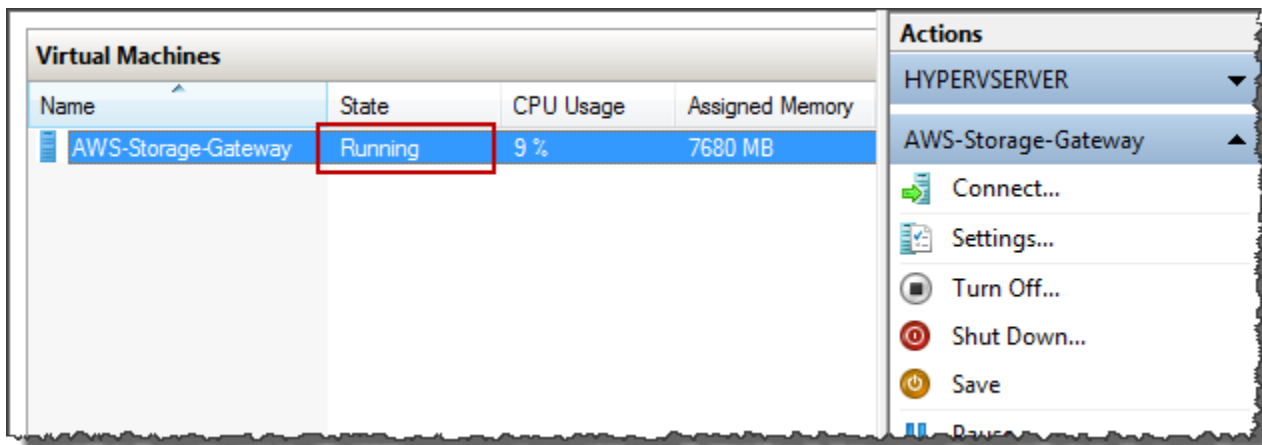 Virtual Machines
Name State CPU Usage Assigned Memory
AWS-Storage-Gateway Running 9 % 7680 MB
Actions
HYPERVSERVER
AWS-Storage-Gateway
Connect...
Settings...
Turn Off...
Shut Down...
Save
Pause